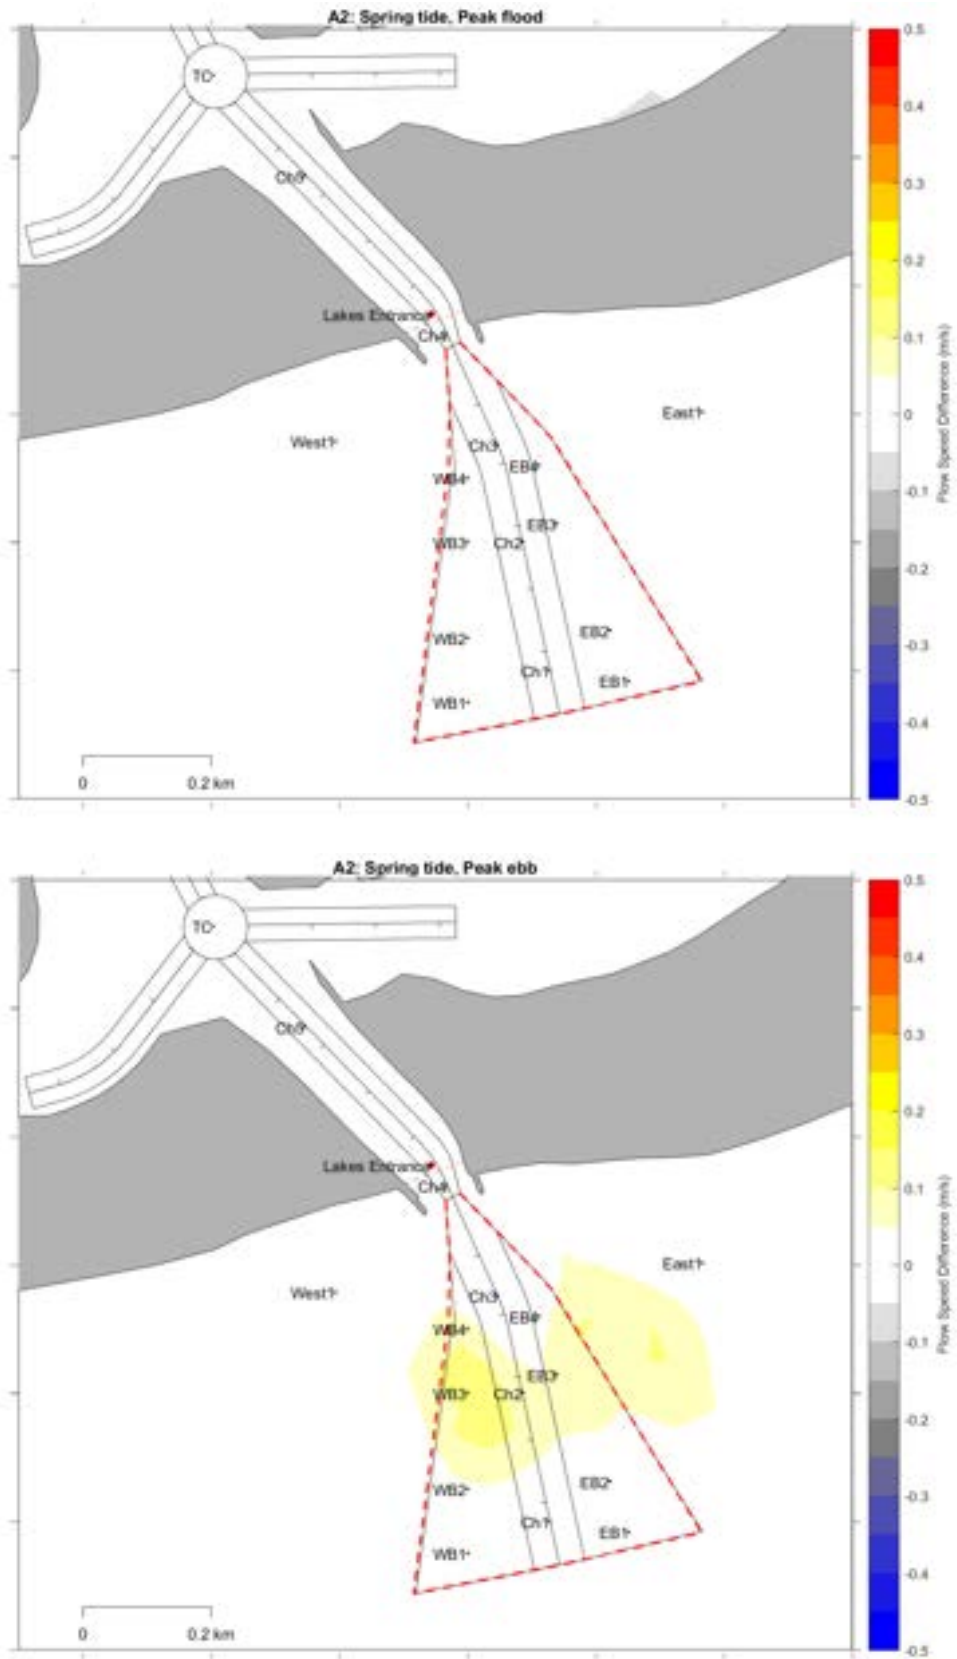 A2: Spring tide, Peak flood
TC
Ch5
Lakes Entrance
Ch4
West1
East1
Ch3
EB4
WB4
EB3
WB3
Ch2
WB2
EB2
Ch1
EB1
WB1
0
0.2 km
0.5
0.4
0.3
0.2
0.1
0
-0.1
-0.2
-0.3
-0.4
-0.5
Flow Speed Difference (m/s)
A2: Spring tide, Peak ebb
TC
Ch5
Lakes Entrance
Ch4
West1
East1
Ch3
EB4
WB4
EB3
WB3
Ch2
WB2
EB2
Ch1
EB1
WB1
0
0.2 km
0.5
0.4
0.3
0.2
0.1
0
-0.1
-0.2
-0.3
-0.4
-0.5
Flow Speed Difference (m/s)